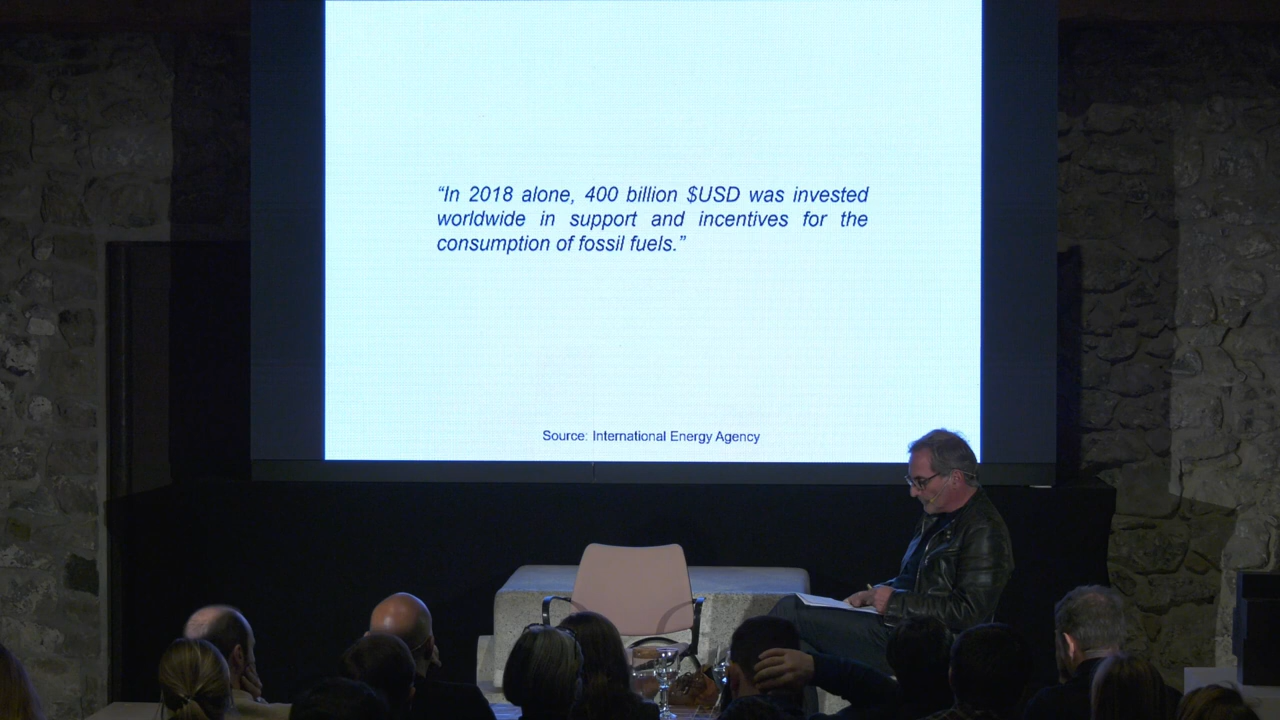 “In 2018 alone, 400 billion $USD was invested
worldwide in support and incentives for the
consumption of fossil fuels.”
Source: International Energy Agency